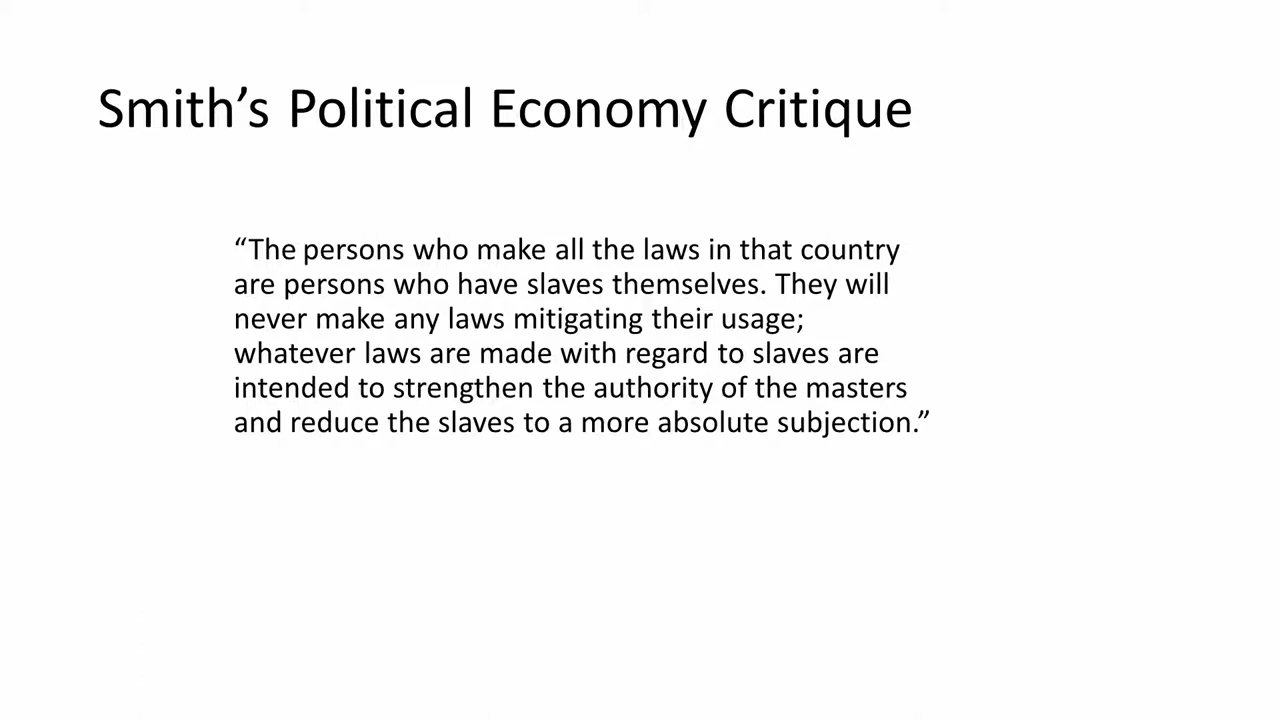 Smith’s Political Economy Critique
“The persons who make all the laws in that country
are persons who have slaves themselves. They will
never make any laws mitigating their usage;
whatever laws are made with regard to slaves are
intended to strengthen the authority of the masters
and reduce the slaves to a more absolute subjection.”